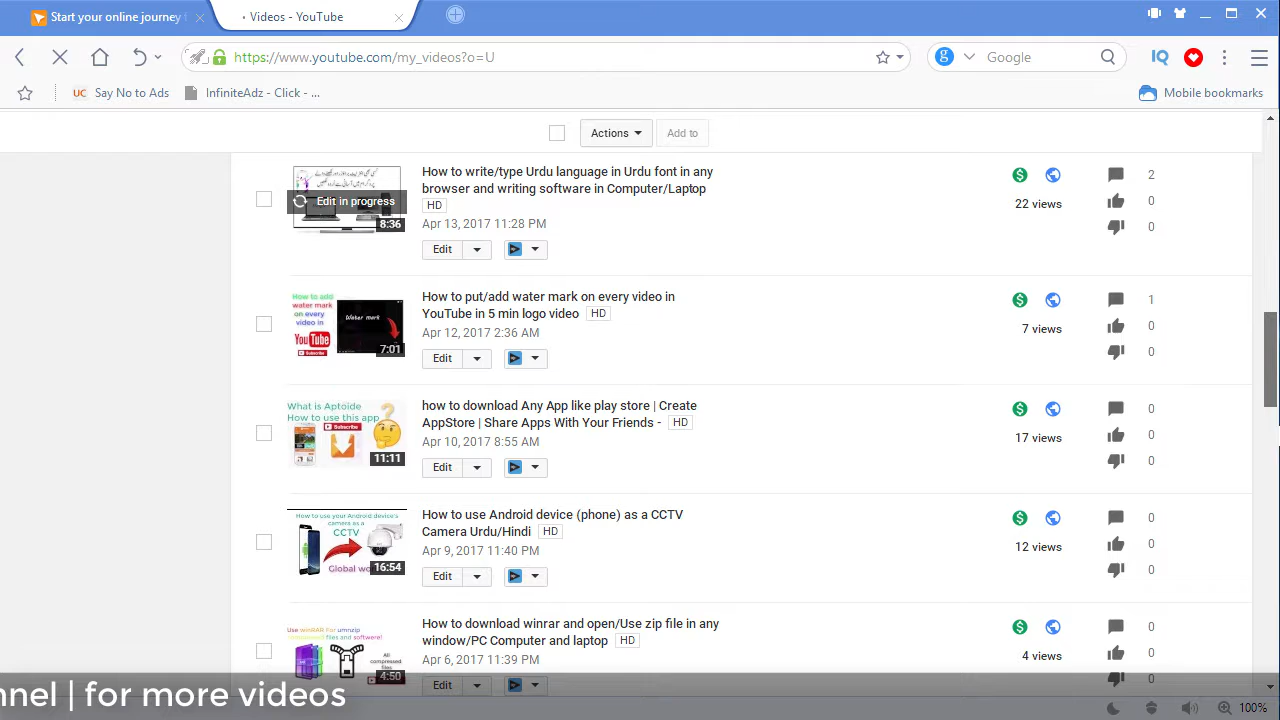 Start your online journey
Videos - YouTube
https://www.youtube.com/my_videos?o=U
Google
IQ
UC Say No to Ads
InfiniteAdz - Click - ...
Mobile bookmarks
Actions
Add to
Edit in progress
8:36
How to write/type Urdu language in Urdu font in any
browser and writing software in Computer/Laptop
HD
Apr 13, 2017 11:28 PM
Edit
22 views
2
0
0
How to add
water mark
on every
video in
YouTube
Subscribe
Water mark
7:01
How to put/add water mark on every video in
YouTube in 5 min logo video HD
Apr 12, 2017 2:36 AM
Edit
7 views
1
0
0
What is Aptoide
How to use this app
Subscribe
11:11
how to download Any App like play store | Create
AppStore | Share Apps With Your Friends - HD
Apr 10, 2017 8:55 AM
Edit
17 views
0
0
0
How to use your Android device's
camera as a
CCTV
16:54
How to use Android device (phone) as a CCTV
Camera Urdu/Hindi HD
Apr 9, 2017 11:40 PM
Edit
12 views
0
0
0
All
compressed
files
4:50
How to download winrar and open/Use zip file in any
window/PC Computer and laptop HD
Apr 6, 2017 11:39 PM
Edit
4 views
0
0
0
nnel | for more videos
100%